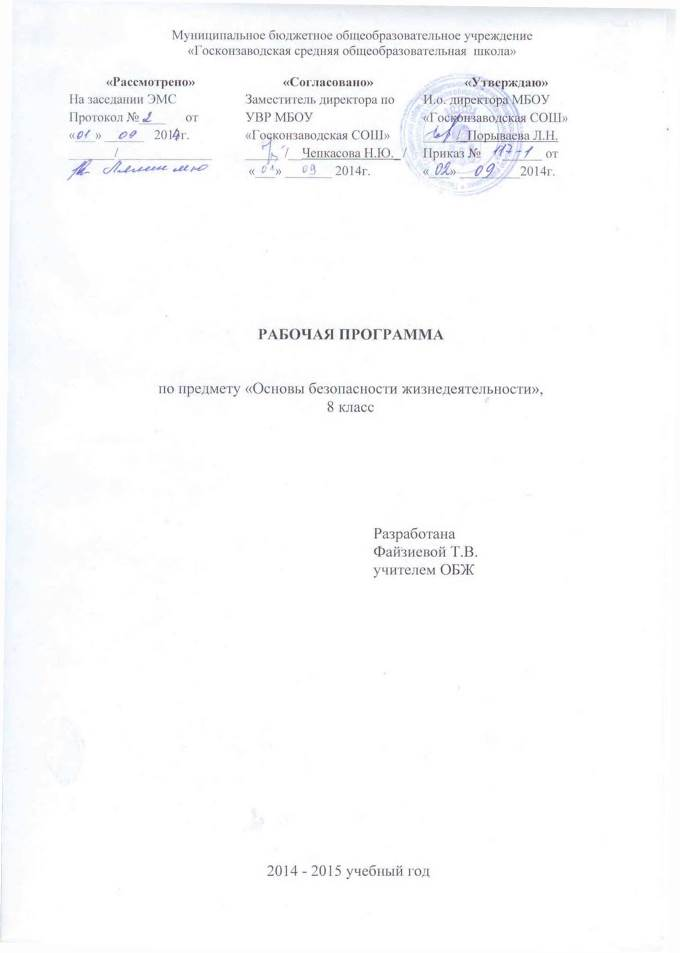 Муниципальное бюджетное общеобразовательное учреждение
«Госконзаводская средняя общеобразовательная школа»
«Рассмотрено»
На заседании ЭМС
Протокол № 2 от
«01» 09 2014г.
/
«Согласовано»
Заместитель директора по
УВР МБОУ
«Госконзаводская СОШ»
/ Чепкасова Н.Ю. /
«01» 09 2014г.
«Утверждаю»
И.о. директора МБОУ
«Госконзаводская СОШ»
/ Порываева Л.Н.
Приказ № 117-1 от
«02» 09 2014г.
РАБОЧАЯ ПРОГРАММА
по предмету «Основы безопасности жизнедеятельности»,
8 класс
Разработана
Файзиевой Т.В.
учителем ОБЖ
2014 - 2015 учебный год